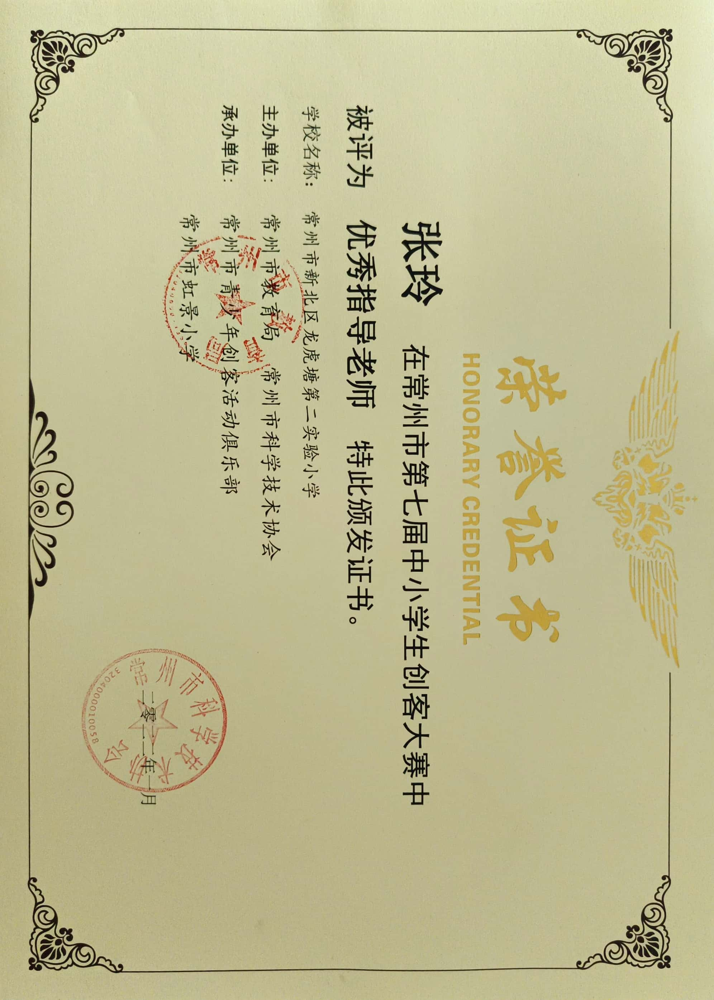 荣誉证书
HONORARY CREDENTIAL
张玲 在常州市第七届中小学生创客大赛中
被评为 优秀指导老师 特此颁发证书。
学校名称： 常州市新北区龙虎塘第二实验小学
主办单位： 常州市教育局 常州市科学技术协会
承办单位： 常州市青少年创客活动俱乐部
常州市虹景小学
常州市科学技术协会
3204000010058
二零二二年一月